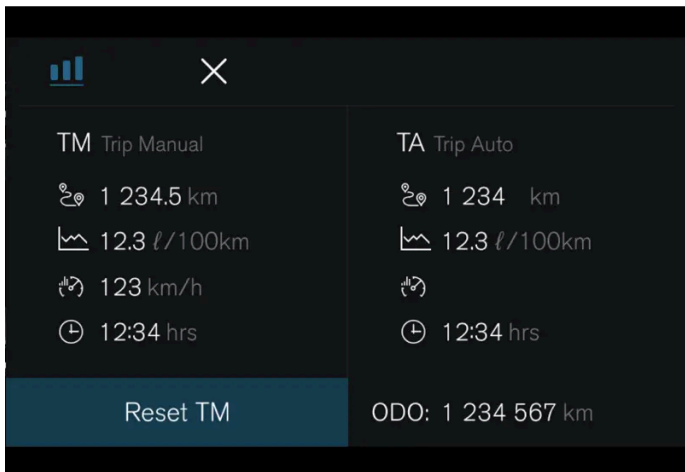 TM Trip Manual
1 234.5 km
12.3 ℓ/100km
123 km/h
12:34 hrs
Reset TM
TA Trip Auto
1 234 km
12.3 ℓ/100km
12:34 hrs
ODO: 1 234 567 km